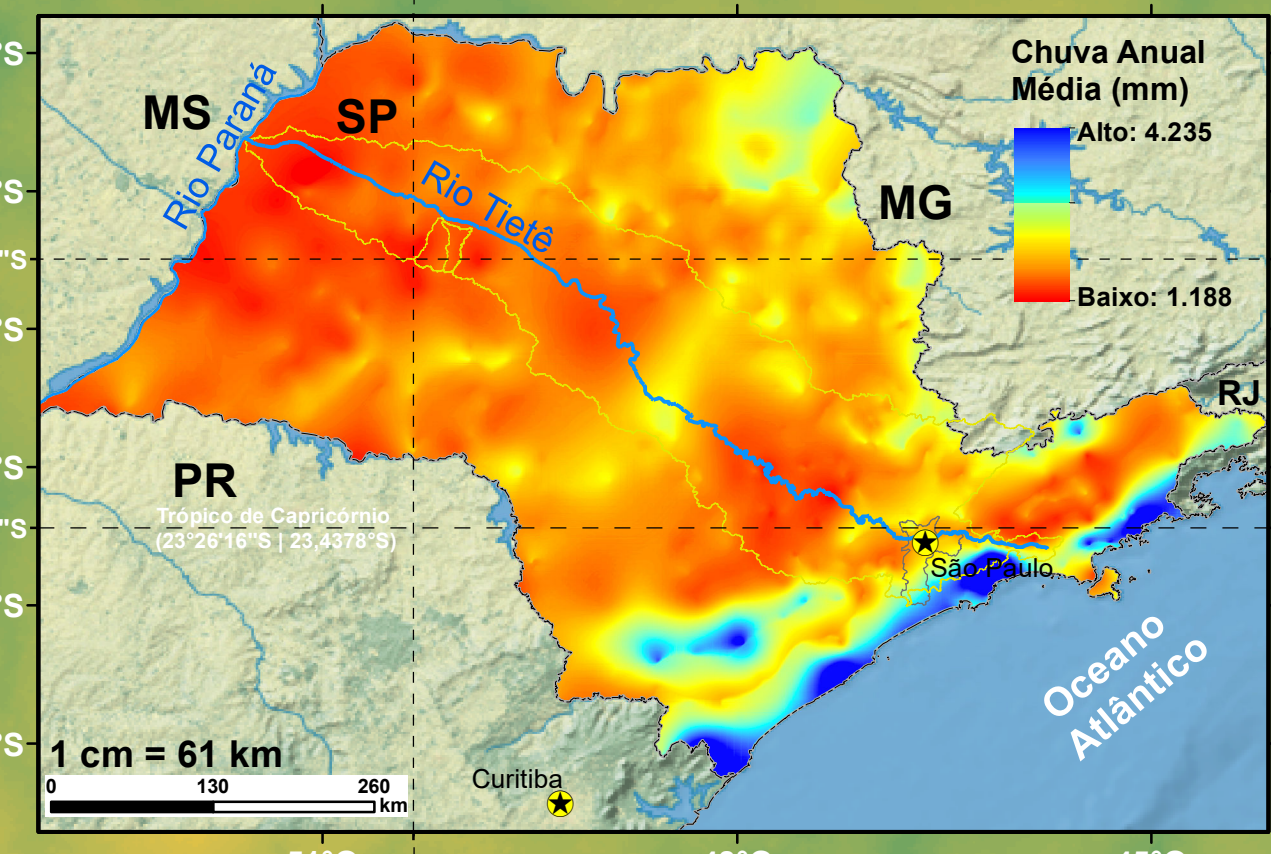 Chuva Anual
Média (mm)
Alto: 4.235
Baixo: 1.188
MS
SP
Rio Paraná
Rio Tietê
MG
RJ
PR
Trópico de Capricórnio
(23°26'16"S | 23,4378°S)
São Paulo
Oceano
Atlântico
Curitiba
1 cm = 61 km
0 130 260
km